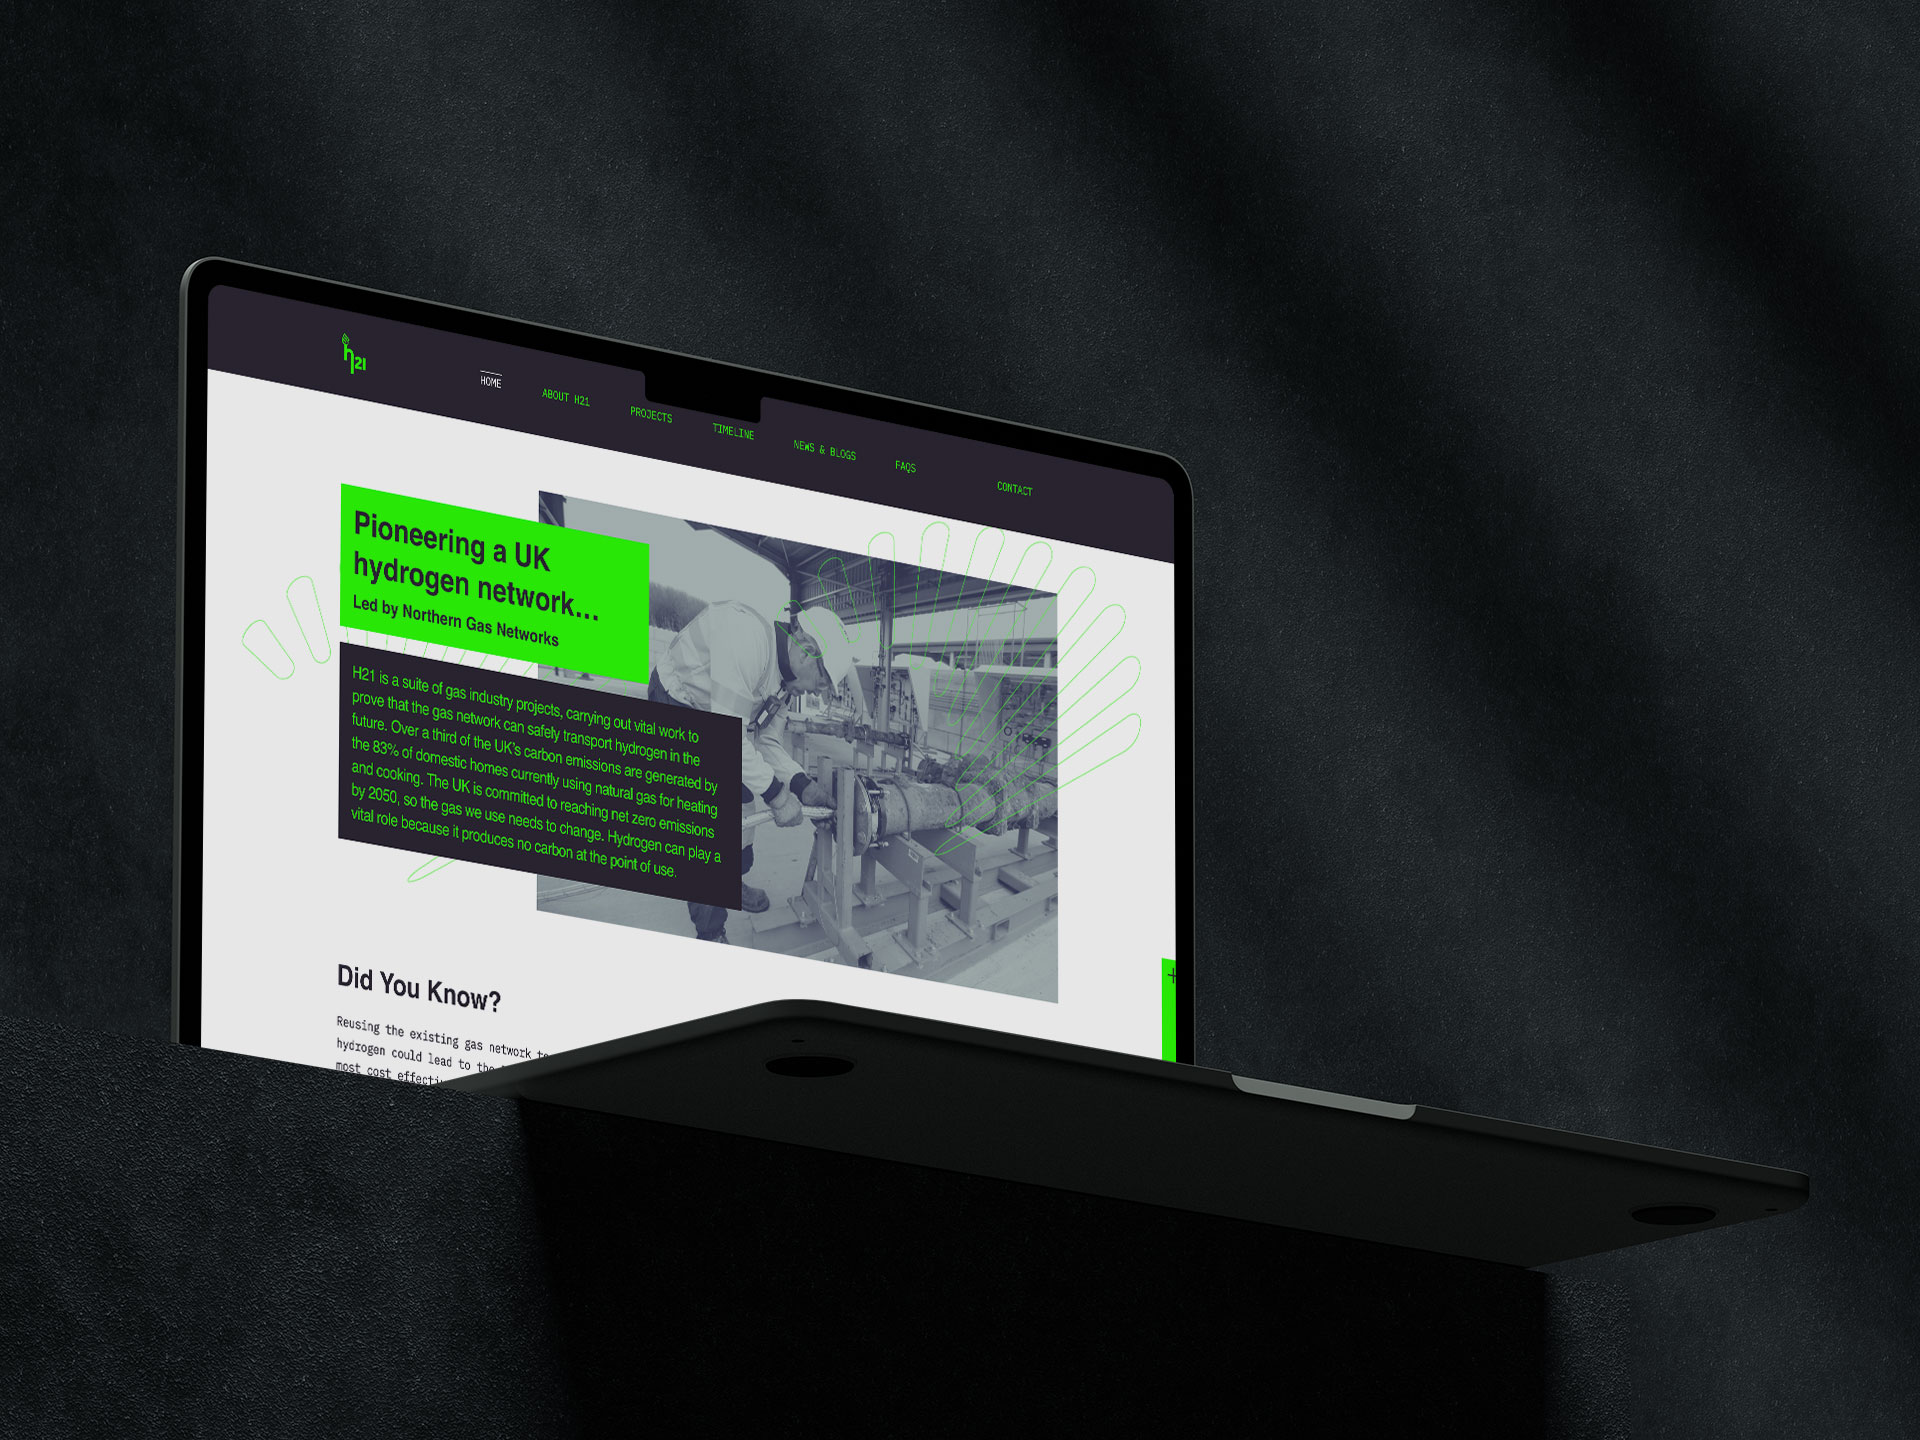 h21
HOME
ABOUT H21
PROJECTS
TIMELINE
NEWS & BLOGS
FAQS
CONTACT
Pioneering a UK
hydrogen network...
Led by Northern Gas Networks
H21 is a suite of gas industry projects, carrying out vital work to
prove that the gas network can safely transport hydrogen in the
future. Over a third of the UK's carbon emissions are generated by
the 83% of domestic homes currently using natural gas for heating
and cooking. The UK is committed to reaching net zero emissions
by 2050, so the gas we use needs to change. Hydrogen can play a
vital role because it produces no carbon at the point of use.
Did You Know?
Reusing the existing gas network
hydrogen could lead to the
most cost
+